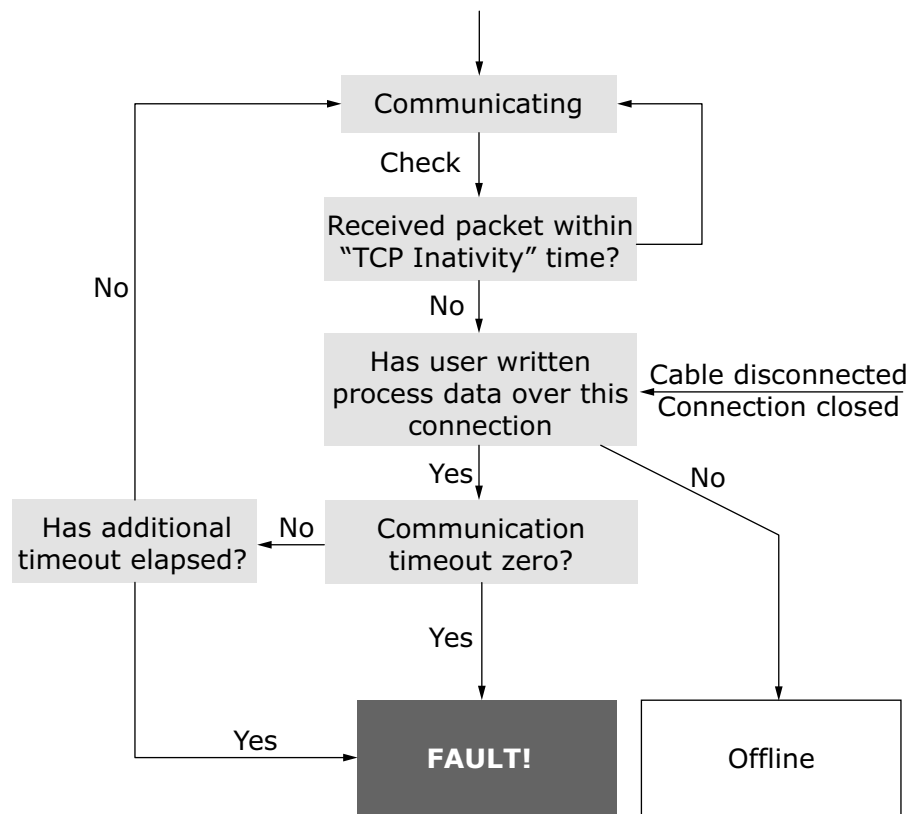 Communicating
Check
Received packet within
“TCP Inativity” time?
No
No
Has user written
process data over this
connection
Cable disconnected
Connection closed
Yes
No
Has additional
timeout elapsed?
No
Communication
timeout zero?
Yes
Yes
FAULT!
Offline